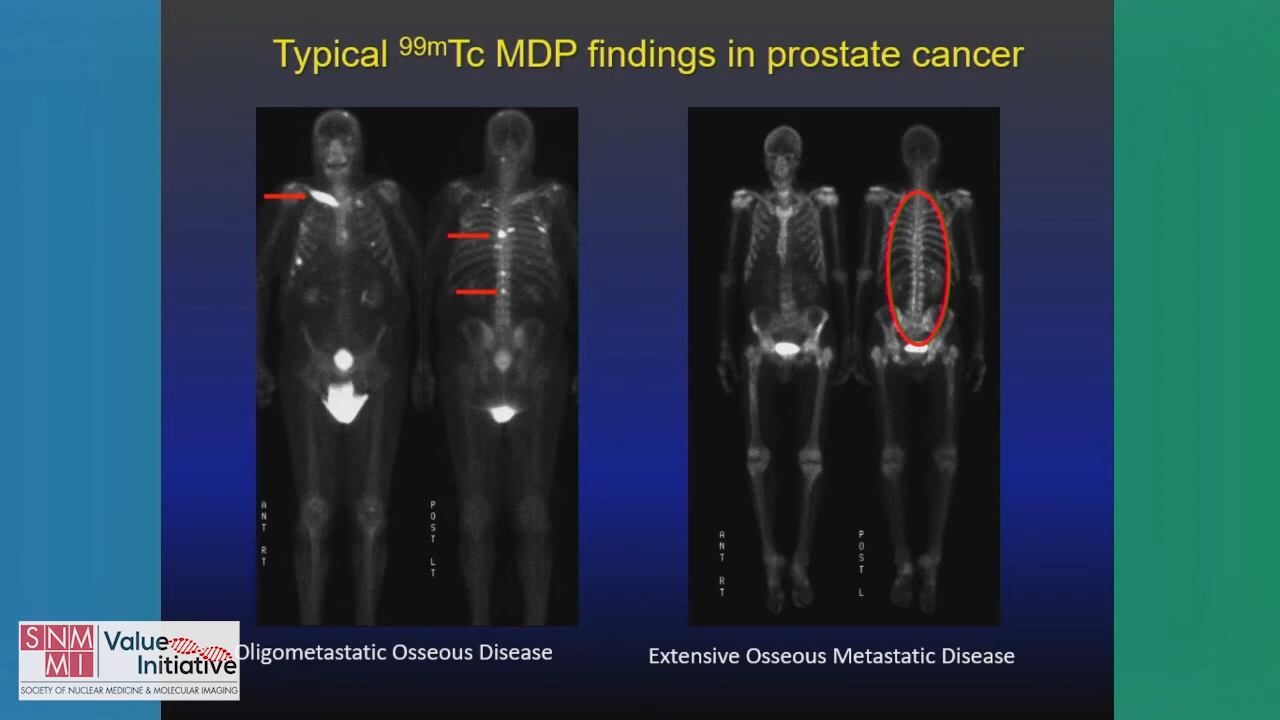 Typical ⁹⁹ᵐTc MDP findings in prostate cancer
ANT RT
POST LT
ANT RT
POST L
Oligometastatic Osseous Disease
Extensive Osseous Metastatic Disease
SNM
MI
Value
Initiative
SOCIETY OF NUCLEAR MEDICINE & MOLECULAR IMAGING